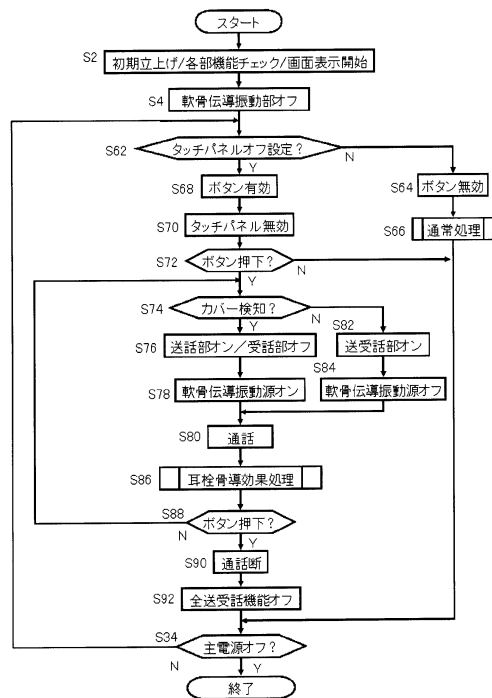 スタート
S2
初期立上げ/各部機能チェック/画面表示開始
S4
軟骨伝導振動部オフ
S62
タッチパネルオフ設定?
N
Y
S68
ボタン有効
S64
ボタン無効
S70
タッチパネル無効
S66
通常処理
S72
ボタン押下?
N
Y
S74
カバー検知?
N
Y
S82
S76
送話部オン/受話部オフ
送受話部オン
S84
S78
軟骨伝導振動源オン
軟骨伝導振動源オフ
S80
通話
S86
耳栓骨導効果処理
S88
ボタン押下?
N
Y
S90
通話断
S92
全送受話機能オフ
S34
主電源オフ?
N
Y
終了